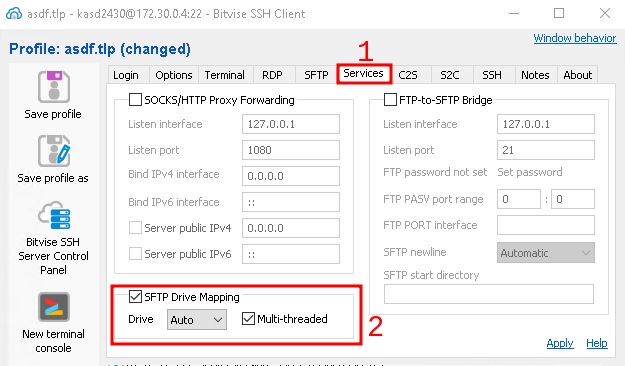 asdf.tlp - kasd2430@172.30.0.4:22 - Bitvise SSH Client
Window behavior
Profile: asdf.tlp (changed)
1
Login Options Terminal RDP SFTP Services C2S S2C SSH Notes About
Save profile
Save profile as
Bitvise SSH
Server Control
Panel
New terminal
console
SOCKS/HTTP Proxy Forwarding
Listen interface 127.0.0.1
Listen port 1080
Bind IPv4 interface 0.0.0.0
Bind IPv6 interface ::
Server public IPv4 0.0.0.0
Server public IPv6 ::
FTP-to-SFTP Bridge
Listen interface 127.0.0.1
Listen port 21
FTP password not set Set password
FTP PASV port range 0 : 0
FTP PORT interface
SFTP newline Automatic
SFTP start directory
SFTP Drive Mapping
Drive Auto Multi-threaded
2
Apply Help